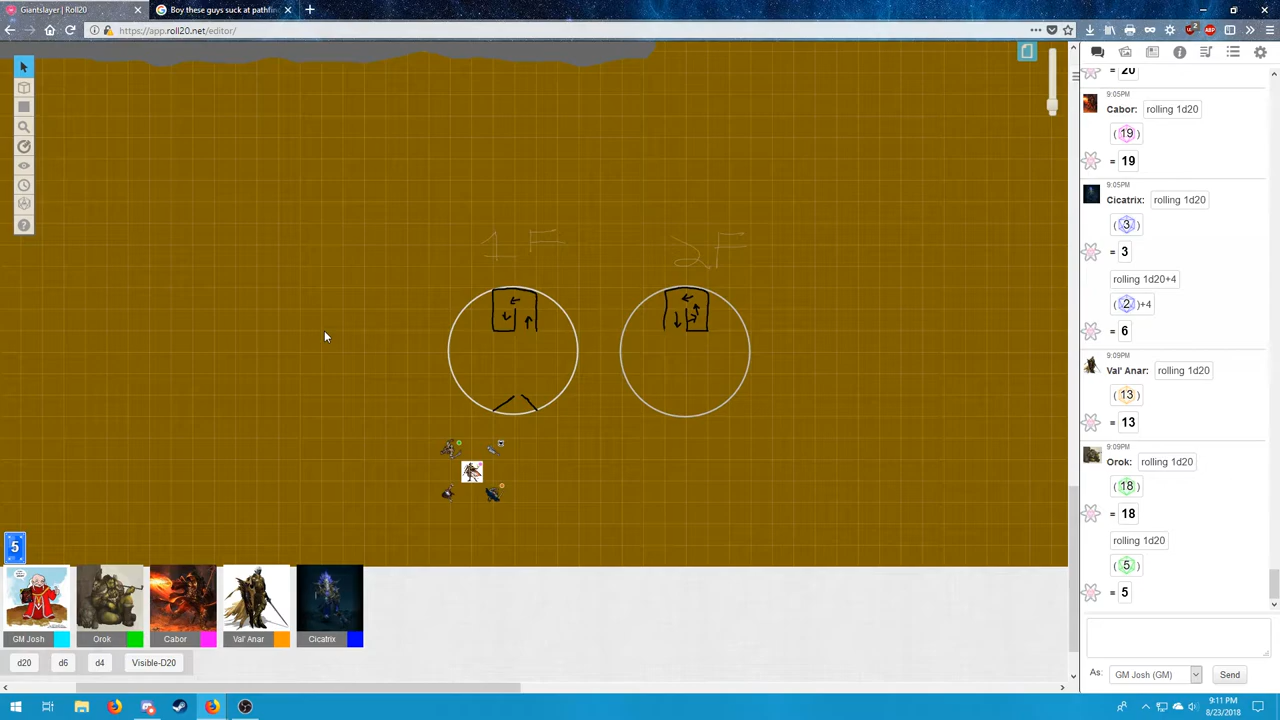 Giantslayer | Roll20
Boy these guys suck at pathfin
https://app.roll20.net/editor/
2
ABP
1 F 2 F
20
9:05PM
Cabor: rolling 1d20
(19)
= 19
9:05PM
Cicatrix: rolling 1d20
(3)
= 3
rolling 1d20+4
(2)+4
= 6
9:09PM
Val' Anar: rolling 1d20
(13)
= 13
9:09PM
Orok: rolling 1d20
(18)
= 18
rolling 1d20
(5)
= 5
5
GM Josh Orok Cabor Val' Anar Cicatrix
d20 d6 d4 Visible-D20
As: GM Josh (GM) Send
9:11 PM
8/23/2018